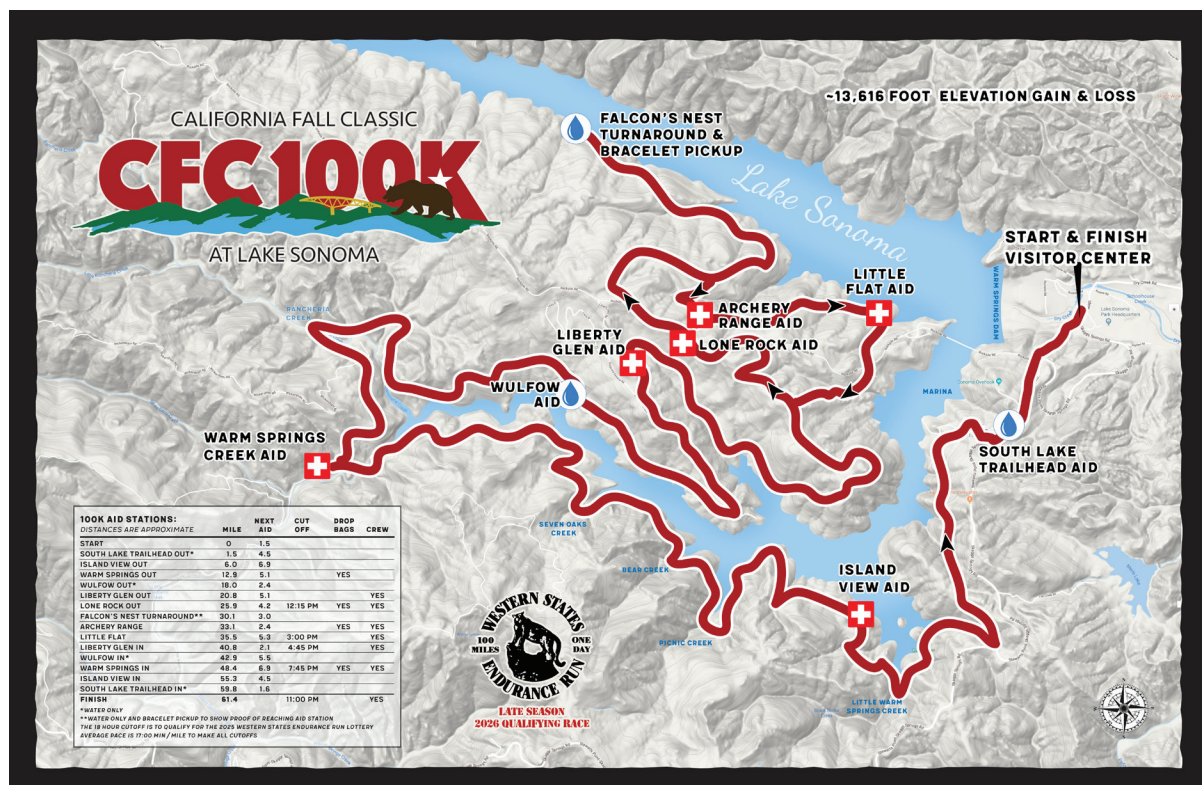 CALIFORNIA FALL CLASSIC
CFC100K
AT LAKE SONOMA
~13,616 FOOT ELEVATION GAIN & LOSS
FALCON'S NEST
TURNAROUND &
BRACELET PICKUP
Lake Sonoma
START & FINISH
VISITOR CENTER
WARM SPRINGS DAM
LITTLE
FLAT AID
ARCHERY
RANGE AID
LONE ROCK AID
LIBERTY
GLEN AID
RANCHERIA
CREEK
WULFOW
AID
MARINA
Sonoma Overlook
Lake Sonoma
Park Headquarters
WARM SPRINGS
CREEK AID
SOUTH LAKE
TRAILHEAD AID
SEVEN OAKS
CREEK
BEAR CREEK
PICNIC CREEK
ISLAND
VIEW AID
LITTLE WARM
SPRINGS CREEK
100K AID STATIONS:
DISTANCES ARE APPROXIMATE MILE NEXT AID CUT OFF DROP BAGS CREW
START 0 1.5
SOUTH LAKE TRAILHEAD OUT* 1.5 4.5
ISLAND VIEW OUT 6.0 6.9
WARM SPRINGS OUT 12.9 5.1 YES
WULFOW OUT* 18.0 2.4
LIBERTY GLEN OUT 20.8 5.1 YES
LONE ROCK OUT 25.9 4.2 12:15 PM YES YES
FALCON'S NEST TURNAROUND** 30.1 3.0
ARCHERY RANGE 33.1 2.4 YES YES
LITTLE FLAT 35.5 5.3 3:00 PM YES
LIBERTY GLEN IN 40.8 2.1 4:45 PM YES
WULFOW IN* 42.9 5.5
WARM SPRINGS IN 48.4 6.9 7:45 PM YES YES
ISLAND VIEW IN 55.3 4.5
SOUTH LAKE TRAILHEAD IN* 59.8 1.6
FINISH 61.4 11:00 PM YES
*WATER ONLY
**WATER ONLY AND BRACELET PICKUP TO SHOW PROOF OF REACHING AID STATION
THE 18 HOUR CUTOFF IS TO QUALIFY FOR THE 2025 WESTERN STATES ENDURANCE RUN LOTTERY
AVERAGE PACE IS 17:00 MIN / MILE TO MAKE ALL CUTOFFS
WESTERN STATES
100 MILES
ONE DAY
ENDURANCE RUN
LATE SEASON
2026 QUALIFYING RACE